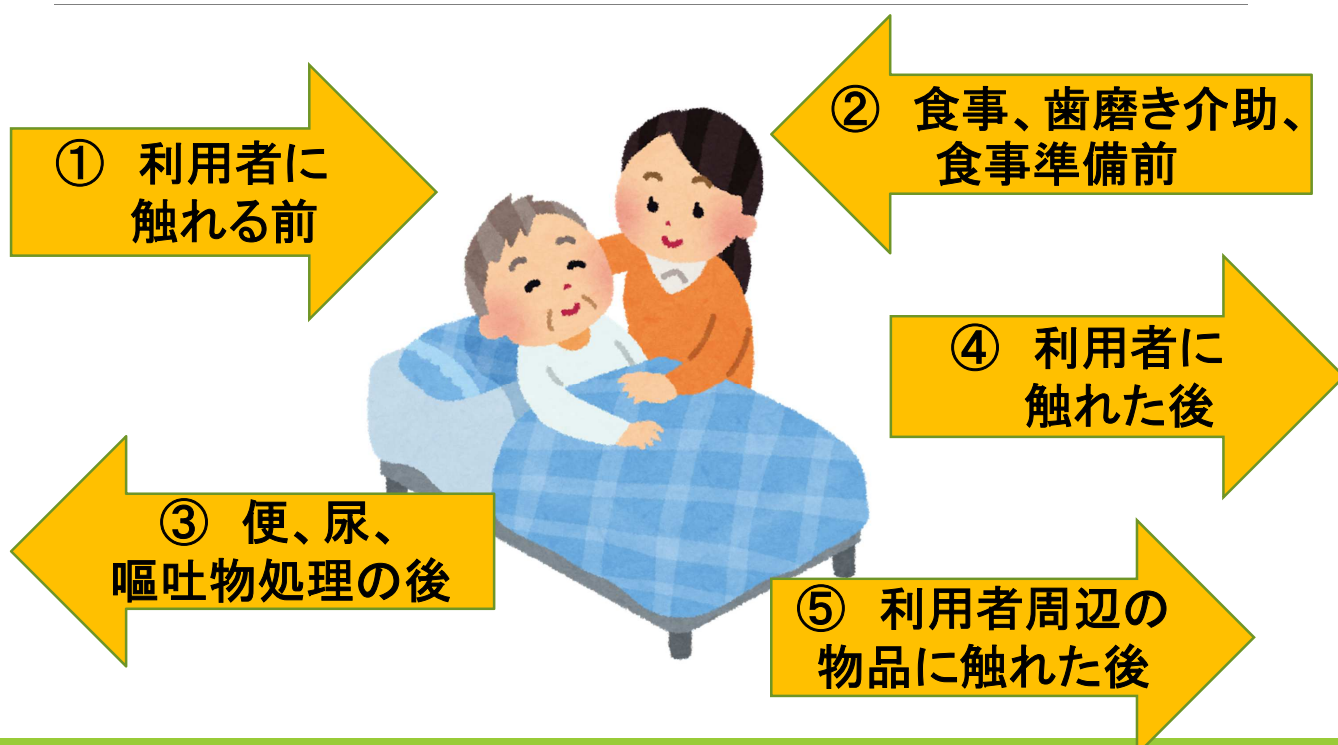 ① 利用者に
触れる前
② 食事、歯磨き介助、
食事準備前
③ 便、尿、
嘔吐物処理の後
④ 利用者に
触れた後
⑤ 利用者周辺の
物品に触れた後